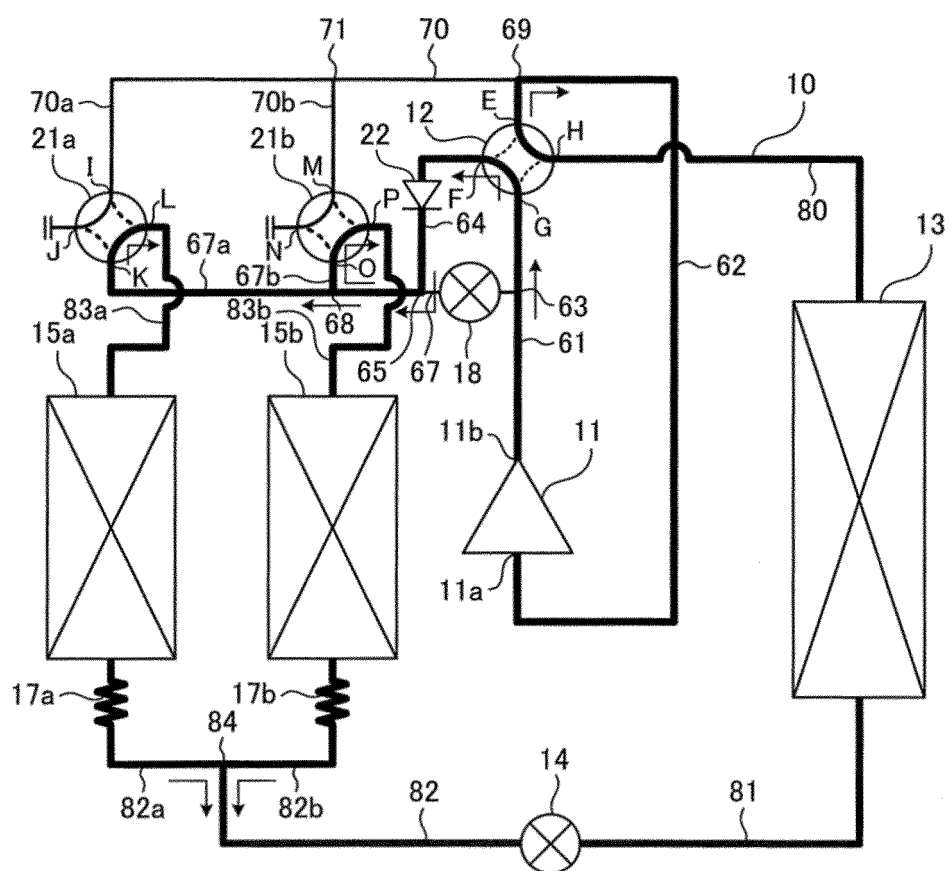 71 70 69
70a 70b E 10
21a 21b 12 H
22
I M
L P F
64 80
J N G
67a K 67b O 62 13
83a 83b 68 63
15a 15b 65 67 18 61
11b 11
11a
17a 17b
84 14
82a 82b 82 81